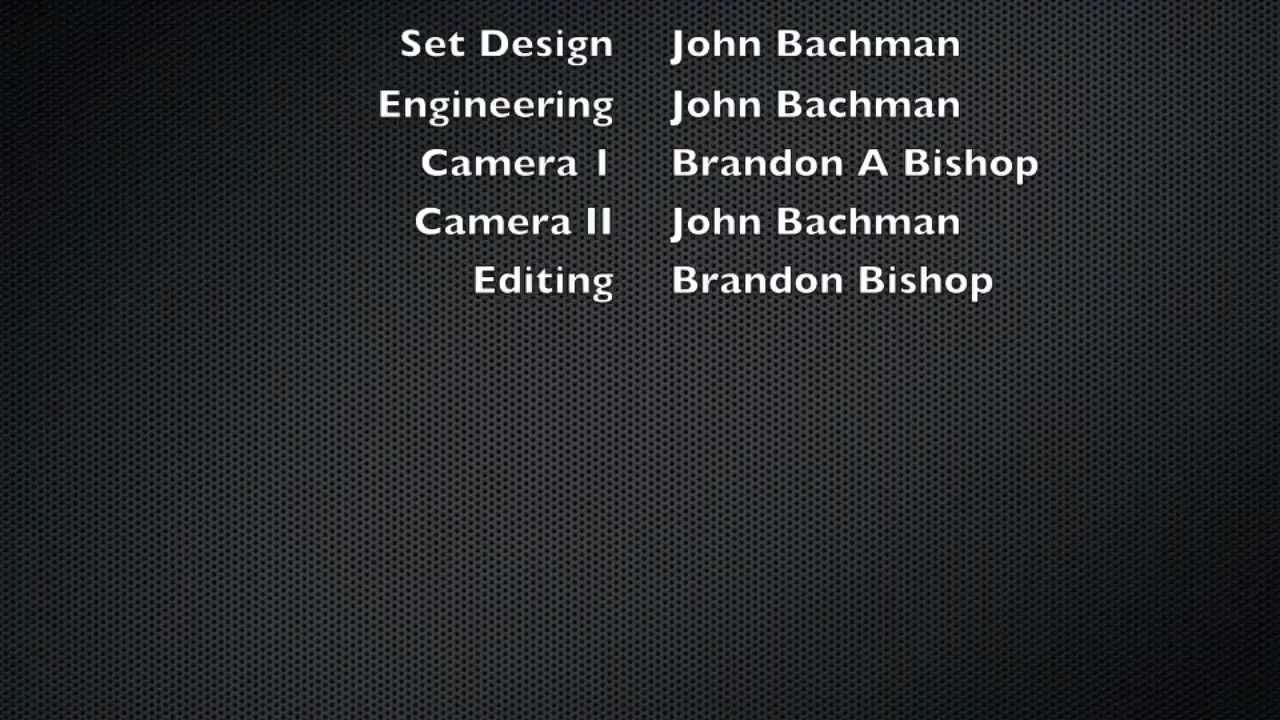 Set Design John Bachman
Engineering John Bachman
Camera I Brandon A Bishop
Camera II John Bachman
Editing Brandon Bishop